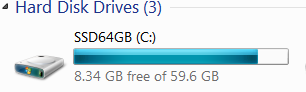 Hard Disk Drives (3)
SSD64GB (C:)
8.34 GB free of 59.6 GB